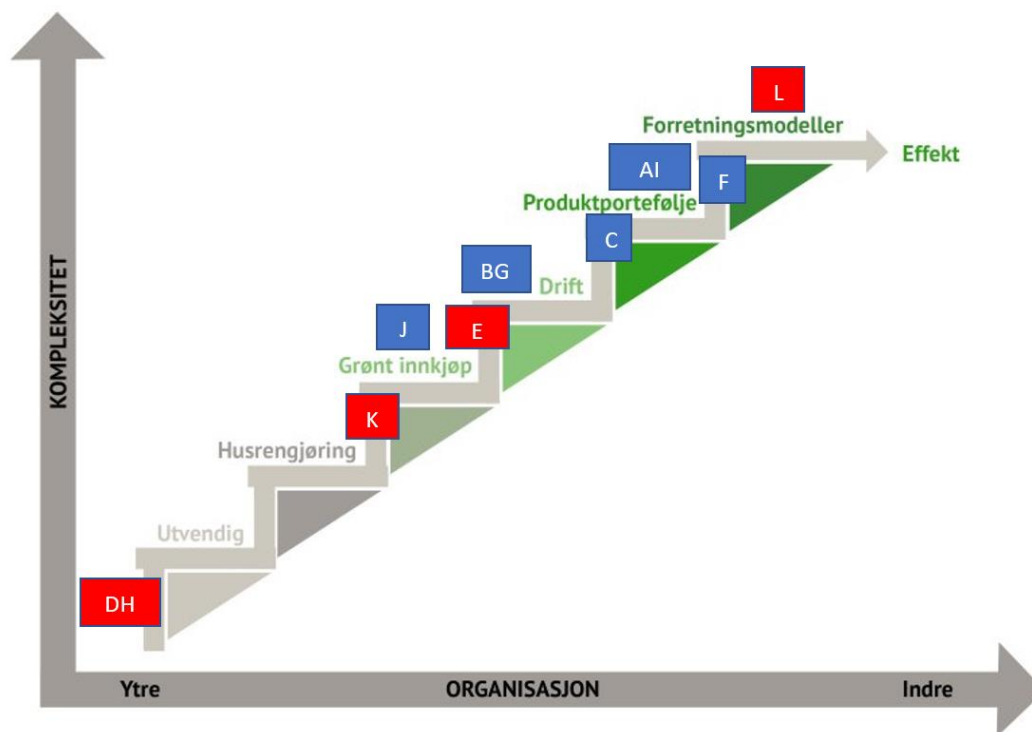 L
Forretningsmodeller
Effekt
AI
F
Produktportefølje
C
BG
Drift
J
E
Grønt innkjøp
K
Husrengjøring
Utvendig
DH
KOMPLEKSITET
Ytre
ORGANISASJON
Indre